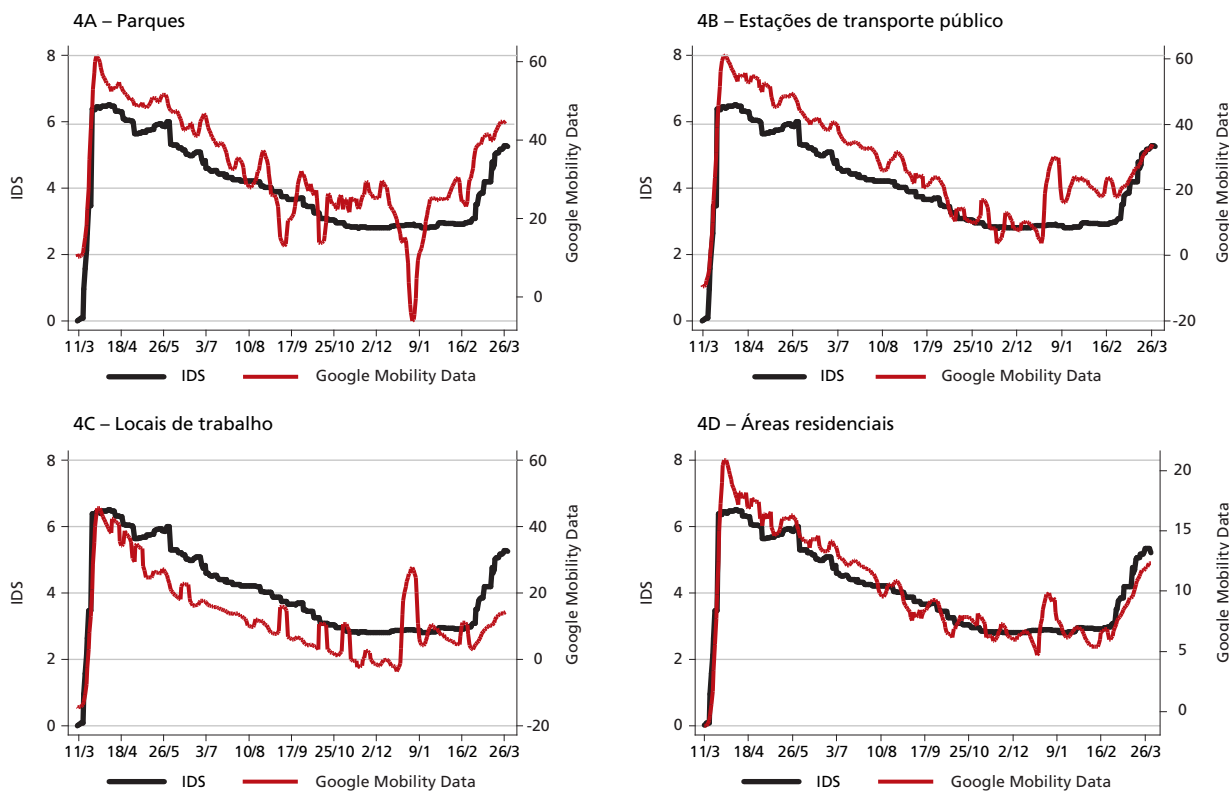 4A – Parques
8
6
4
2
0
IDS
60
40
20
0
Google Mobility Data
11/3 18/4 26/5 3/7 10/8 17/9 25/10 2/12 9/1 16/2 26/3
IDS Google Mobility Data
4B – Estações de transporte público
8
6
4
2
0
IDS
60
40
20
0
-20
Google Mobility Data
11/3 18/4 26/5 3/7 10/8 17/9 25/10 2/12 9/1 16/2 26/3
IDS Google Mobility Data
4C – Locais de trabalho
8
6
4
2
0
IDS
60
40
20
0
-20
Google Mobility Data
11/3 18/4 26/5 3/7 10/8 17/9 25/10 2/12 9/1 16/2 26/3
IDS Google Mobility Data
4D – Áreas residenciais
8
6
4
2
0
IDS
20
15
10
5
0
Google Mobility Data
11/3 18/4 26/5 3/7 10/8 17/9 25/10 2/12 9/1 16/2 26/3
IDS Google Mobility Data